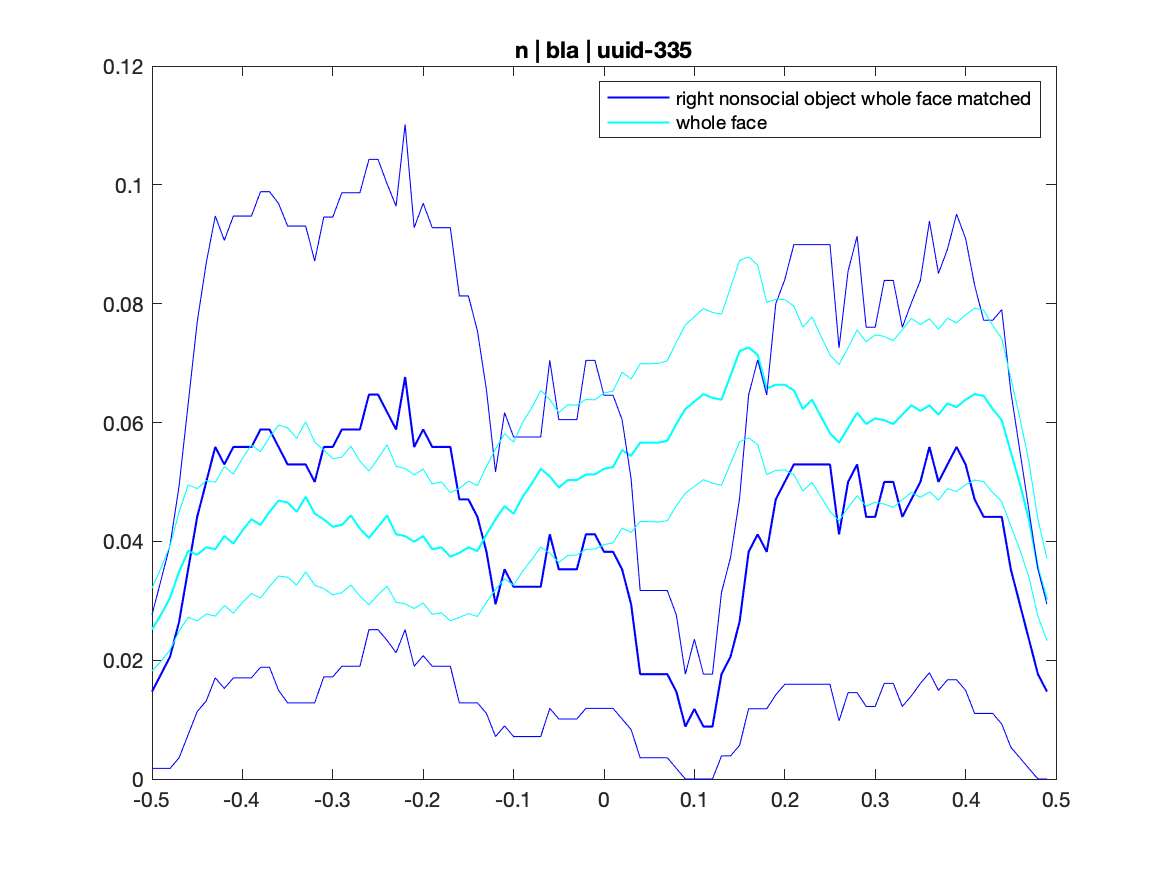 n | bla | uuid-335
0.12
right nonsocial object whole face matched
whole face
0.1
0.08
0.06
0.04
0.02
0
-0.5 -0.4 -0.3 -0.2 -0.1 0 0.1 0.2 0.3 0.4 0.5